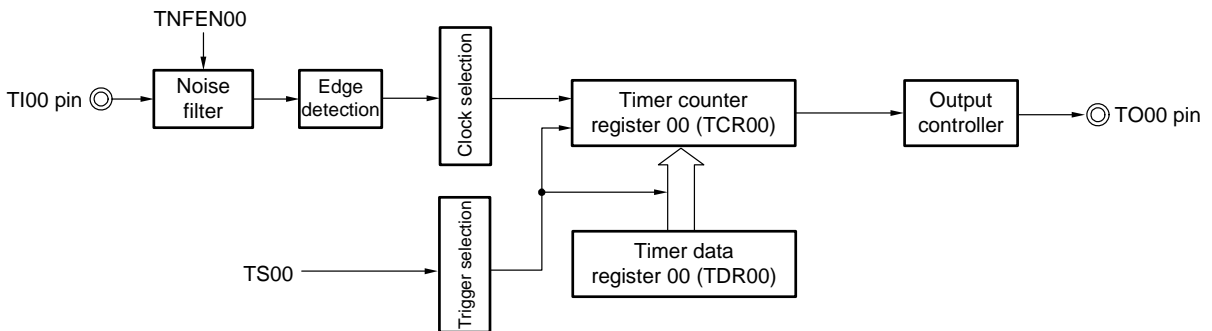 TNFEN00
TI00 pin
Noise
filter
Edge
detection
Clock selection
Timer counter
register 00 (TCR00)
Output
controller
TO00 pin
TS00
Trigger selection
Timer data
register 00 (TDR00)